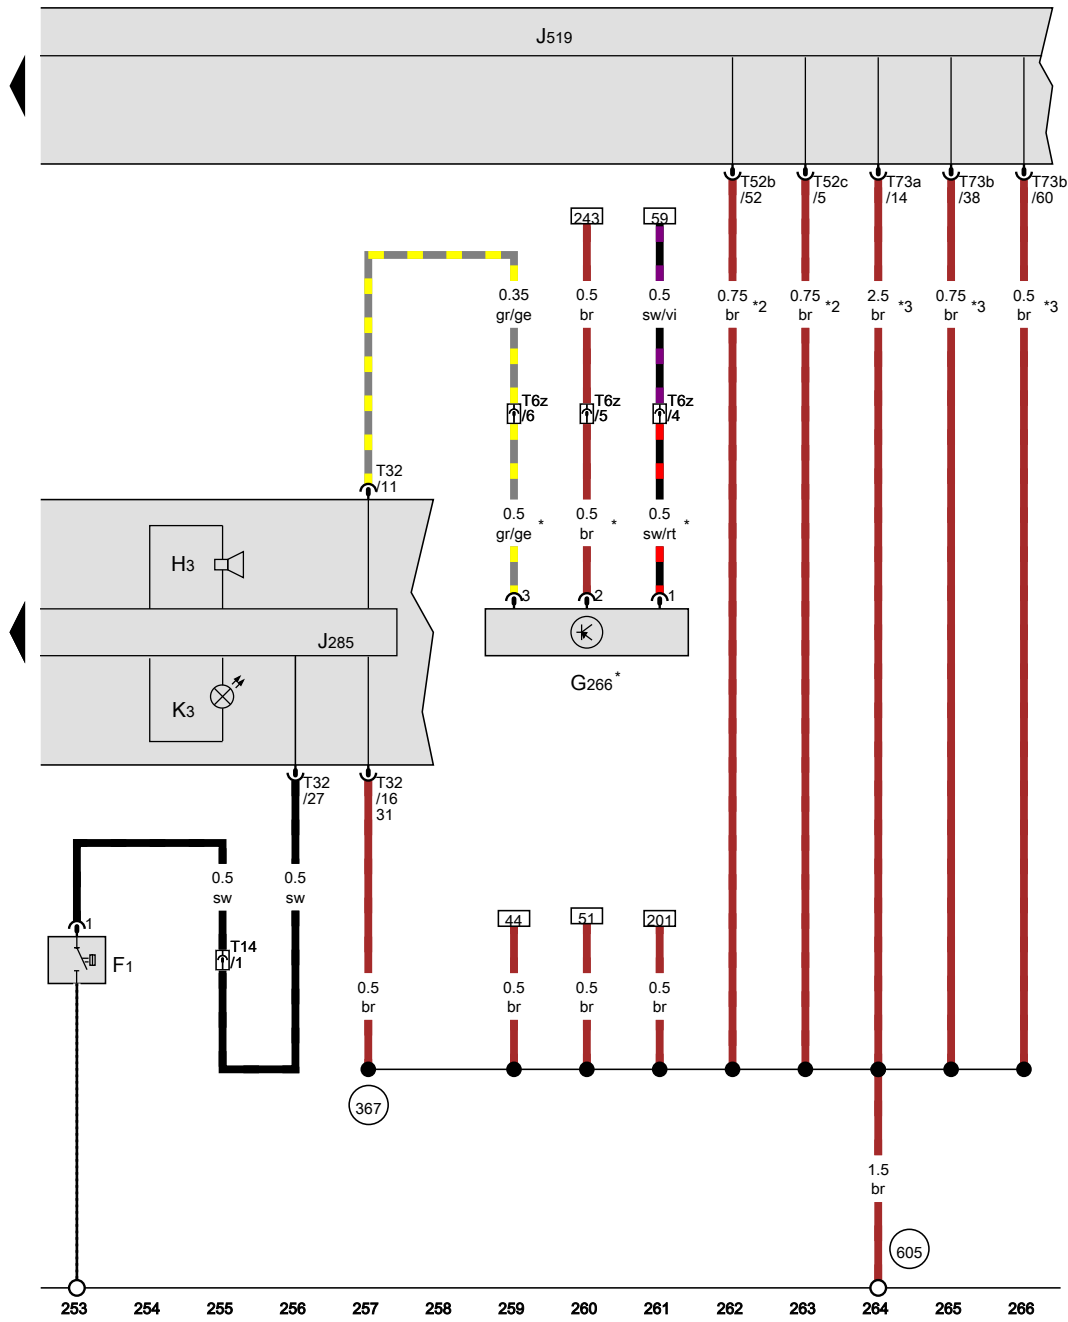 J519
T52b
/52
T52c
/5
T73a
/14
T73b
/38
T73b
/60
243
59
0.35
gr/ge
0.5
br
0.5
sw/vi
0.75
br
*2
0.75
br
*2
2.5
br
*3
0.75
br
*3
0.5
br
*3
T6z
/6
T6z
/5
T6z
/4
T32
/11
0.5
gr/ge
*
0.5
br
*
0.5
sw/rt
*
H3
3
2
1
J285
G266*
K3
T32
/27
T32
/16
31
0.5
sw
0.5
sw
1
44
51
201
F1
T14
/1
0.5
br
0.5
br
0.5
br
0.5
br
367
1.5
br
605
253 254 255 256 257 258 259 260 261 262 263 264 265 266